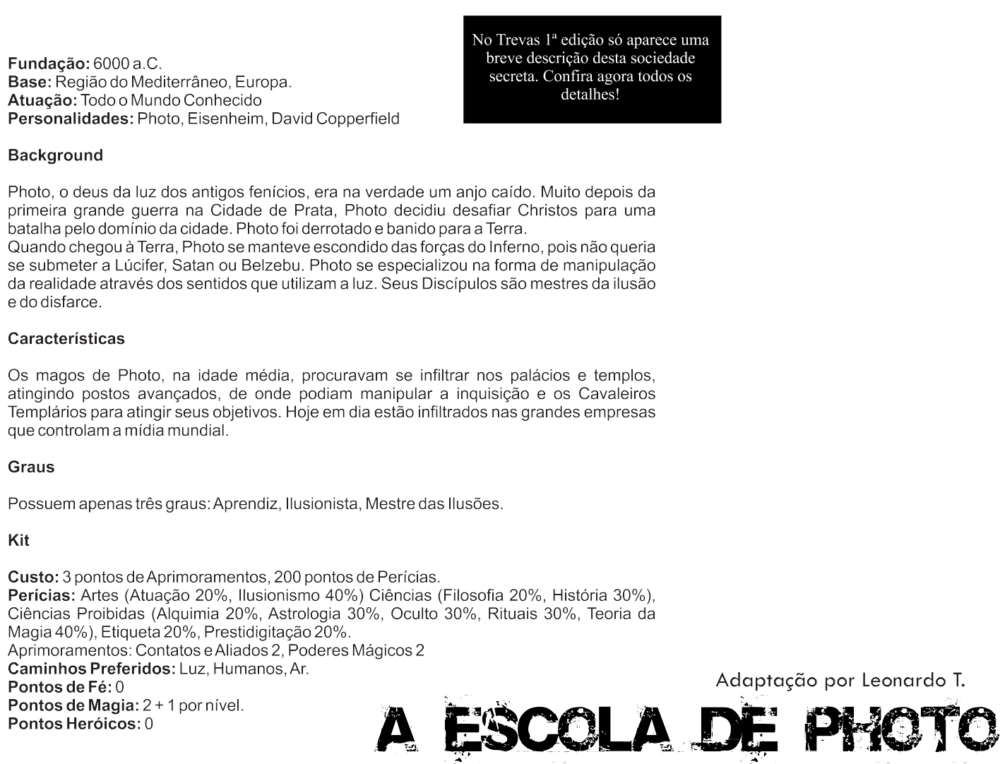 No Trevas 1ª edição só aparece uma
breve descrição desta sociedade
secreta. Confira agora todos os
detalhes!
Fundação: 6000 a.C.
Base: Região do Mediterrâneo, Europa.
Atuação: Todo o Mundo Conhecido
Personalidades: Photo, Eisenheim, David Copperfield
Background
Photo, o deus da luz dos antigos fenícios, era na verdade um anjo caído. Muito depois da
primeira grande guerra na Cidade de Prata, Photo decidiu desafiar Christos para uma
batalha pelo domínio da cidade. Photo foi derrotado e banido para a Terra.
Quando chegou à Terra, Photo se manteve escondido das forças do Inferno, pois não queria
se submeter a Lúcifer, Satan ou Belzebu. Photo se especializou na forma de manipulação
da realidade através dos sentidos que utilizam a luz. Seus Discípulos são mestres da ilusão
e do disfarce.
Características
Os magos de Photo, na idade média, procuravam se infiltrar nos palácios e templos,
atingindo postos avançados, de onde podiam manipular a inquisição e os Cavaleiros
Templários para atingir seus objetivos. Hoje em dia estão infiltrados nas grandes empresas
que controlam a mídia mundial.
Graus
Possuem apenas três graus: Aprendiz, Ilusionista, Mestre das Ilusões.
Kit
Custo: 3 pontos de Aprimoramentos, 200 pontos de Perícias.
Perícias: Artes (Atuação 20%, Ilusionismo 40%) Ciências (Filosofia 20%, História 30%),
Ciências Proibidas (Alquimia 20%, Astrologia 30%, Oculto 30%, Rituais 30%, Teoria da
Magia 40%), Etiqueta 20%, Prestidigitação 20%.
Aprimoramentos: Contatos e Aliados 2, Poderes Mágicos 2
Caminhos Preferidos: Luz, Humanos, Ar.
Pontos de Fé: 0
Pontos de Magia: 2 + 1 por nível.
Pontos Heróicos: 0
Adaptação por Leonardo T.
A ESCOLA DE PHOTO